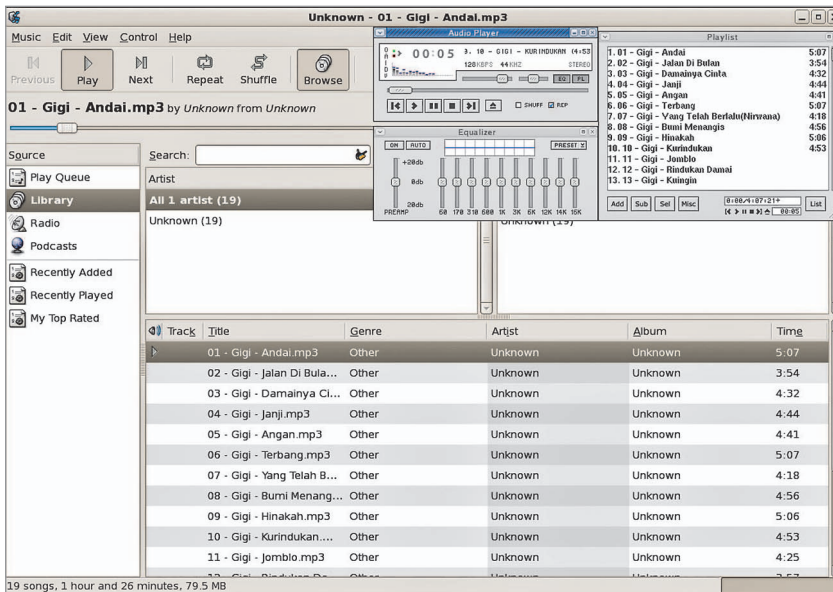 Unknown - 01 - Gigi - Andai.mp3
Music Edit View Control Help
Previous Play Next Repeat Shuffle Browse
01 - Gigi - Andai.mp3 by Unknown from Unknown
Source
Play Queue
Library
Radio
Podcasts
Recently Added
Recently Played
My Top Rated
Search:
Artist
All 1 artist (19)
Unknown (19)
Audio Player
00:05
128KBPS 44KHZ STEREO
EQ PL
SHUFF REP
Equalizer
ON AUTO PRESET
+20db
0db
20db
PREAMP 60 170 310 600 1K 3K 6K 12K 14K 16K
Playlist
1. 01 - Gigi - Andai 5:07
2. 02 - Gigi - Jalan Di Bulan 3:54
3. 03 - Gigi - Damainya Cinta 4:32
4. 04 - Gigi - Janji 4:44
5. 05 - Gigi - Angan 4:41
6. 06 - Gigi - Terbang 5:07
7. 07 - Gigi - Yang Telah Berlalu(Nirwana) 4:18
8. 08 - Gigi - Bumi Menangis 4:56
9. 09 - Gigi - Hinakah 5:06
10. 10 - Gigi - Kurindukan 4:53
11. 11 - Gigi - Jomblo
12. 12 - Gigi - Rindukan Damai
13. 13 - Gigi - Kuingin
Add Sub Sel Misc 0:00/4:07:21+ List
00:05
Unknown (19)
Track Title Genre Artist Album Time
01 - Gigi - Andai.mp3 Other Unknown Unknown 5:07
02 - Gigi - Jalan Di Bula... Other Unknown Unknown 3:54
03 - Gigi - Damainya Ci... Other Unknown Unknown 4:32
04 - Gigi - Janji.mp3 Other Unknown Unknown 4:44
05 - Gigi - Angan.mp3 Other Unknown Unknown 4:41
06 - Gigi - Terbang.mp3 Other Unknown Unknown 5:07
07 - Gigi - Yang Telah B... Other Unknown Unknown 4:18
08 - Gigi - Bumi Menang... Other Unknown Unknown 4:56
09 - Gigi - Hinakah.mp3 Other Unknown Unknown 5:06
10 - Gigi - Kurindukan.... Other Unknown Unknown 4:53
11 - Gigi - Jomblo.mp3 Other Unknown Unknown 4:25
19 songs, 1 hour and 26 minutes, 79.5 MB